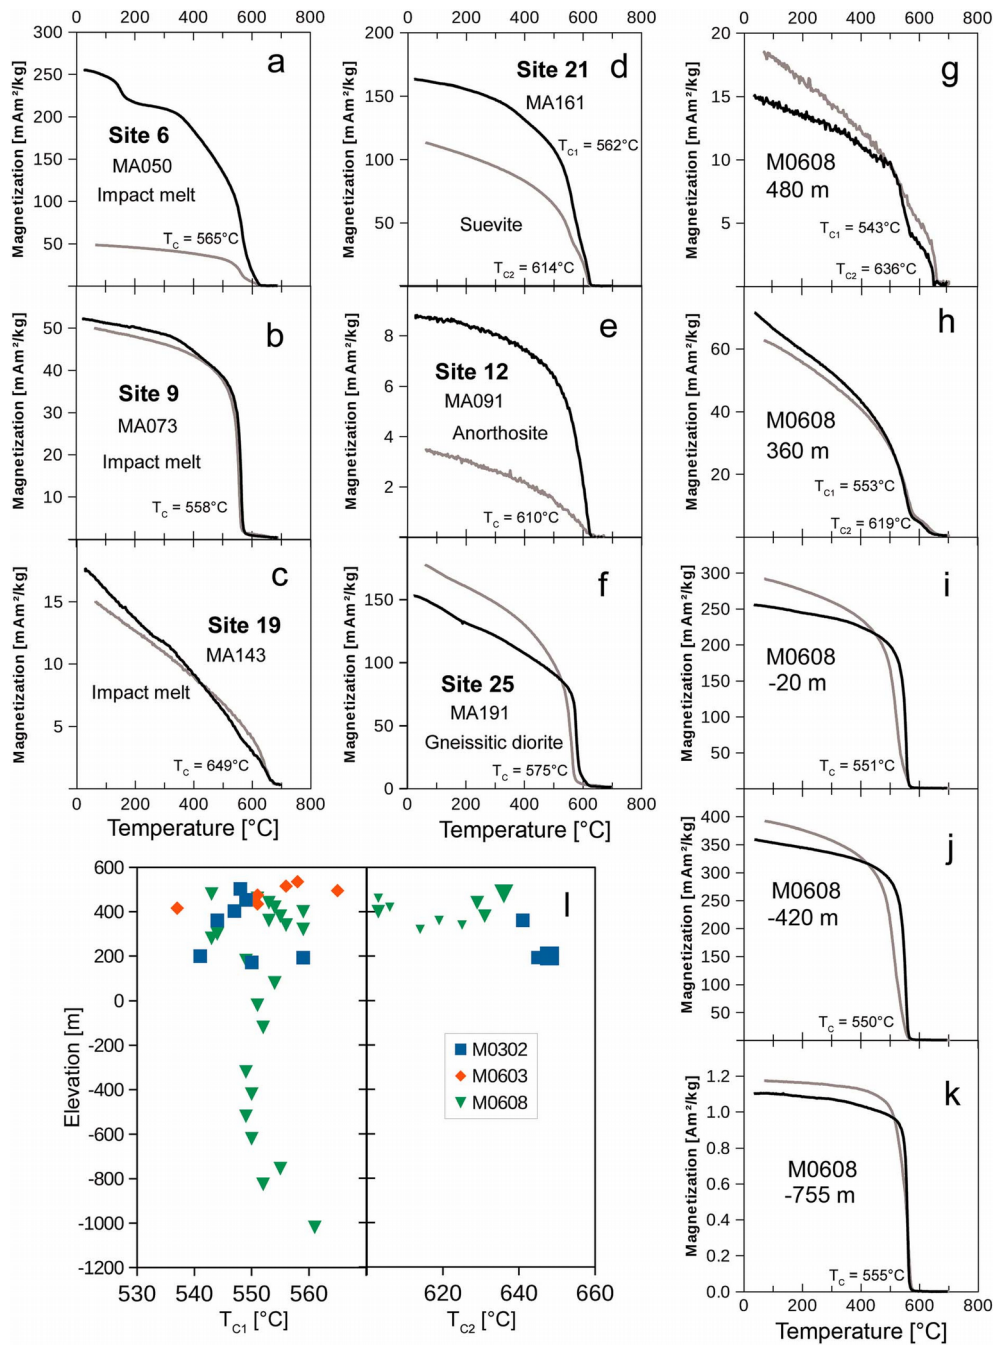 0 200 400 600 800
0 200 400 600 800
0 200 400 600 800
300
250
200
150
100
50
Magnetization [mAm²/kg]
a
Site 6
MA050
Impact melt
TC = 565°C
200
150
100
50
Magnetization [mAm²/kg]
d
Site 21
MA161
TC1 = 562°C
Suevite
TC2 = 614°C
20
15
10
5
Magnetization [mAm²/kg]
g
M0608
480 m
TC1 = 543°C
TC2 = 636°C
50
40
30
20
10
Magnetization [mAm²/kg]
b
Site 9
MA073
Impact melt
TC = 558°C
8
6
4
2
Magnetization [mAm²/kg]
e
Site 12
MA091
Anorthosite
TC = 610°C
60
40
20
Magnetization [mAm²/kg]
h
M0608
360 m
TC1 = 553°C
TC2 = 619°C
15
10
5
Magnetization [mAm²/kg]
c
Site 19
MA143
Impact melt
TC = 649°C
0 200 400 600 800
Temperature [°C]
150
100
50
0
Magnetization [mAm²/kg]
f
Site 25
MA191
Gneissitic diorite
TC = 575°C
0 200 400 600 800
Temperature [°C]
300
250
200
150
100
50
Magnetization [mAm²/kg]
i
M0608
-20 m
TC = 551°C
400
350
300
250
200
150
100
50
Magnetization [mAm²/kg]
j
M0608
-420 m
TC = 550°C
1.2
1.0
0.8
0.6
0.4
0.2
0.0
Magnetization [Am²/kg]
k
M0608
-755 m
TC = 555°C
0 200 400 600 800
Temperature [°C]
600
400
200
0
-200
-400
-600
-800
-1000
-1200
Elevation [m]
l
M0302
M0603
M0608
530 540 550 560
620 640 660
TC1 [°C]
TC2 [°C]